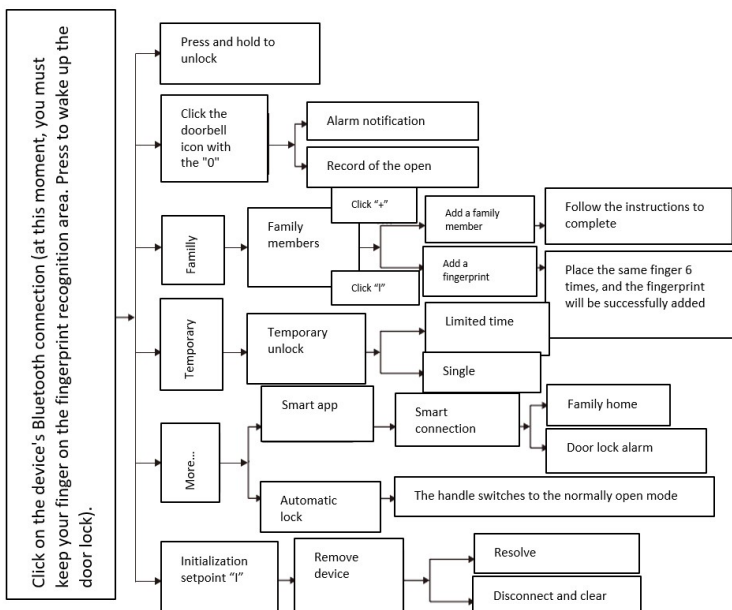 Click on the device's Bluetooth connection (at this moment, you must
keep your finger on the fingerprint recognition area. Press to wake up the
door lock).
Press and hold to
unlock
Click the
doorbell
icon with
the "0"
Alarm notification
Record of the open
Familly
Family
members
Click "+"
Add a family
member
Follow the instructions to
complete
Click "I"
Add a
fingerprint
Place the same finger 6
times, and the fingerprint
will be successfully added
Temporary
Temporary
unlock
Limited time
Single
More...
Smart app
Smart
connection
Family home
Door lock alarm
Automatic
lock
The handle switches to the normally open mode
Initialization
setpoint "I"
Remove
device
Resolve
Disconnect and clear